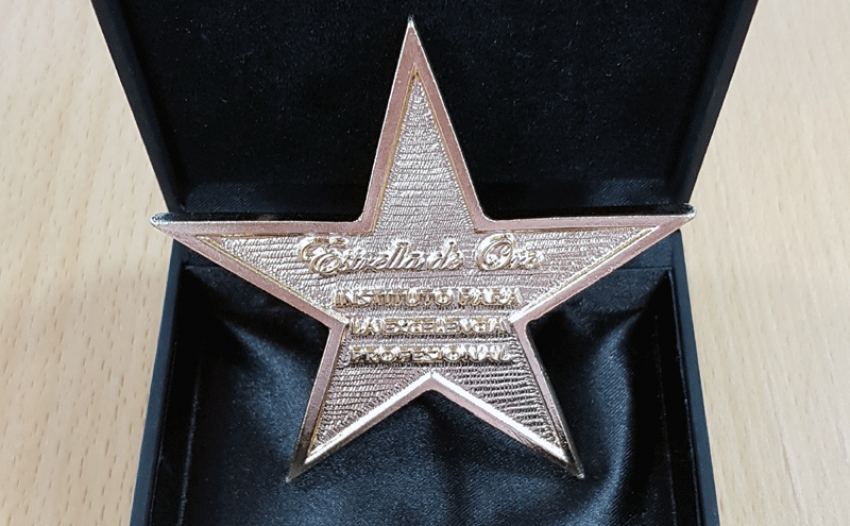 Estrella de Oro
INSTITUTO PARA
LA EXCELENCIA
PROFESIONAL